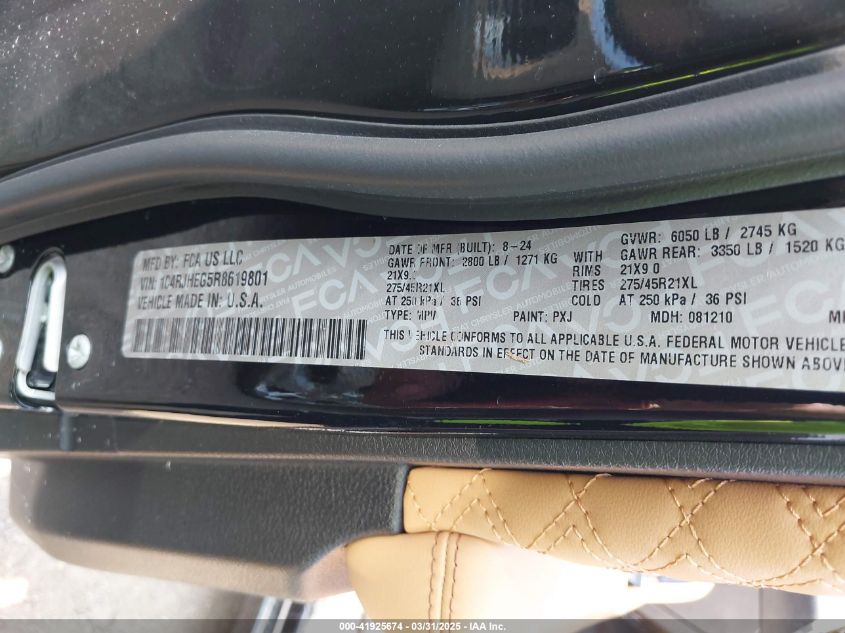 MFD BY: FCA US LLC
VIN: 1C4RJHEG5R8619801
VEHICLE MADE IN U.S.A.
DATE OF MFR (BUILT): 8-24
GAWR FRONT: 2800 LB / 1271 KG
21X9.0
275/45R21XL
AT 250 kPa / 36 PSI
TYPE: MPV PAINT: PXJ MDH: 081210
WITH
RIMS
TIRES
COLD
GVWR: 6050 LB / 2745 KG
GAWR REAR: 3350 LB / 1520 KG
21X9.0
275/45R21XL
AT 250 kPa / 36 PSI
THIS VEHICLE CONFORMS TO ALL APPLICABLE U.S.A. FEDERAL MOTOR VEHICLE
STANDARDS IN EFFECT ON THE DATE OF MANUFACTURE SHOWN ABOVE
000-41925674 / 03/31/2025 - © IAA Inc.